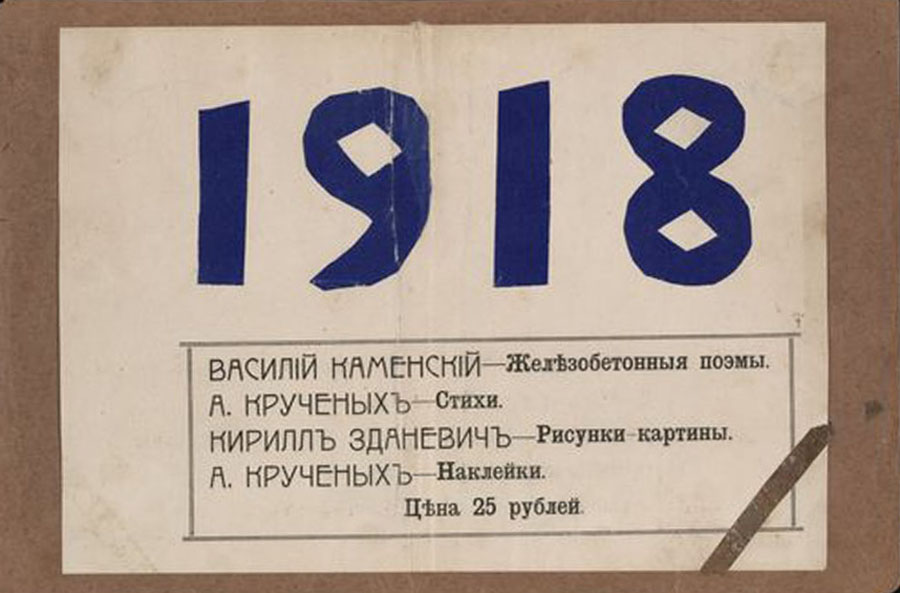 1918
ВАСИЛІЙ КАМЕНСКІЙ—Желѣзобетонныя поэмы.
А. КРУЧЕНЫХЪ—Стихи.
КИРИЛЛЪ ЗДАНЕВИЧЪ—Рисунки-картины.
А. КРУЧЕНЫХЪ—Наклейки.
Цѣна 25 рублей.